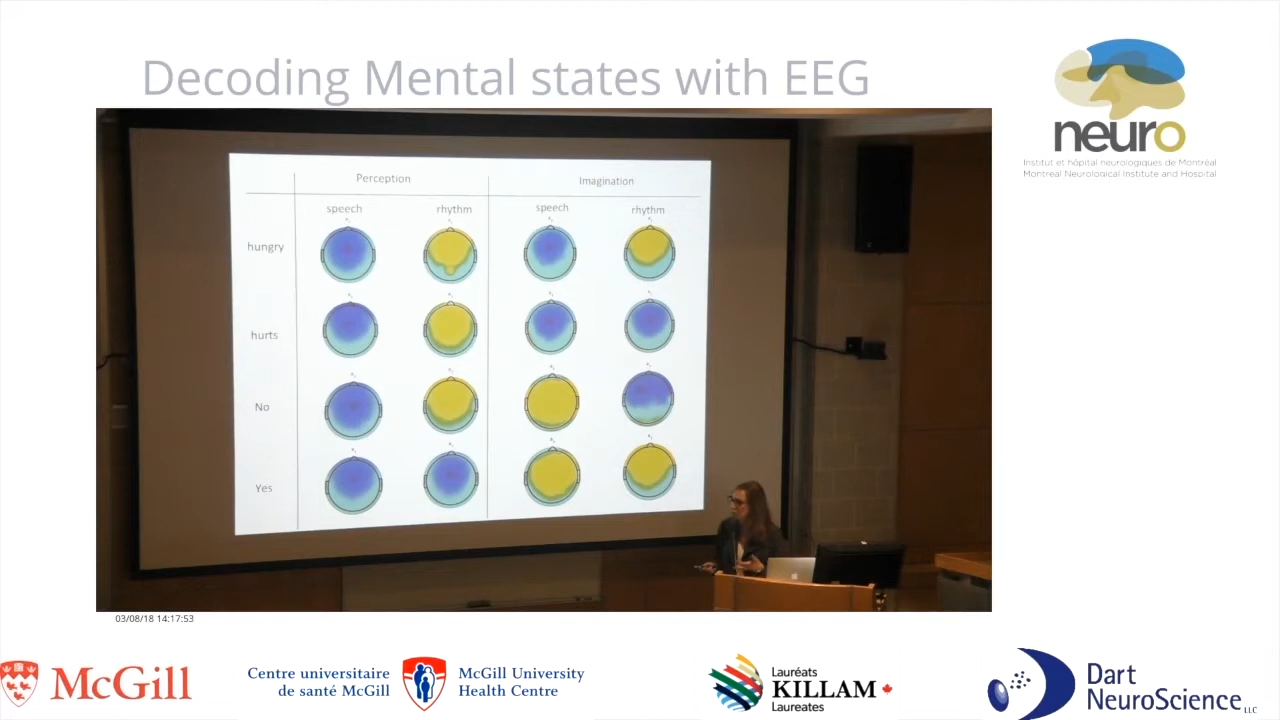 Decoding Mental states with EEG
neuro
Institut et hôpital neurologiques de Montréal
Montreal Neurological Institute and Hospital
Perception
Imagination
speech
rhythm
speech
rhythm
hungry
hurts
No
Yes
03/08/18 14:17:53
McGill
Centre universitaire
de santé McGill
McGill University
Health Centre
Lauréats
KILLAM
Laureates
Dart
NeuroScience LLC